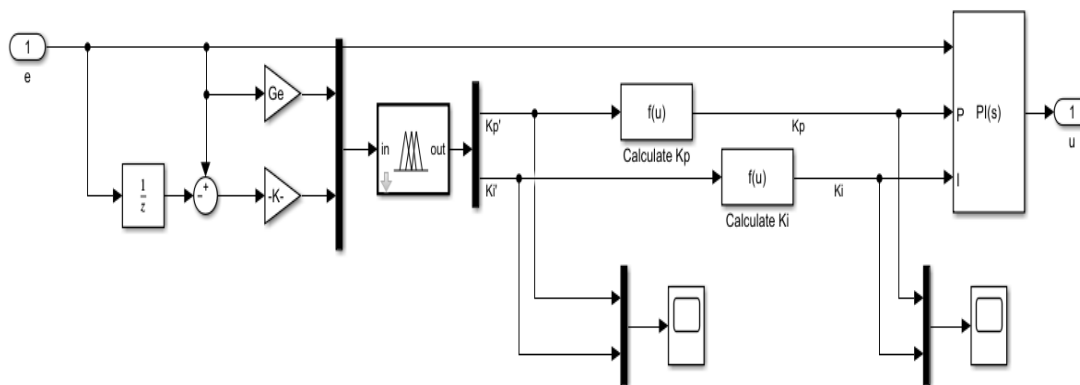 1
e
Ge
-K-
1
z
-
+
in
out
Kp'
Ki'
f(u)
Calculate Kp
Kp
f(u)
Calculate Ki
Ki
P
I
PI(s)
1
u